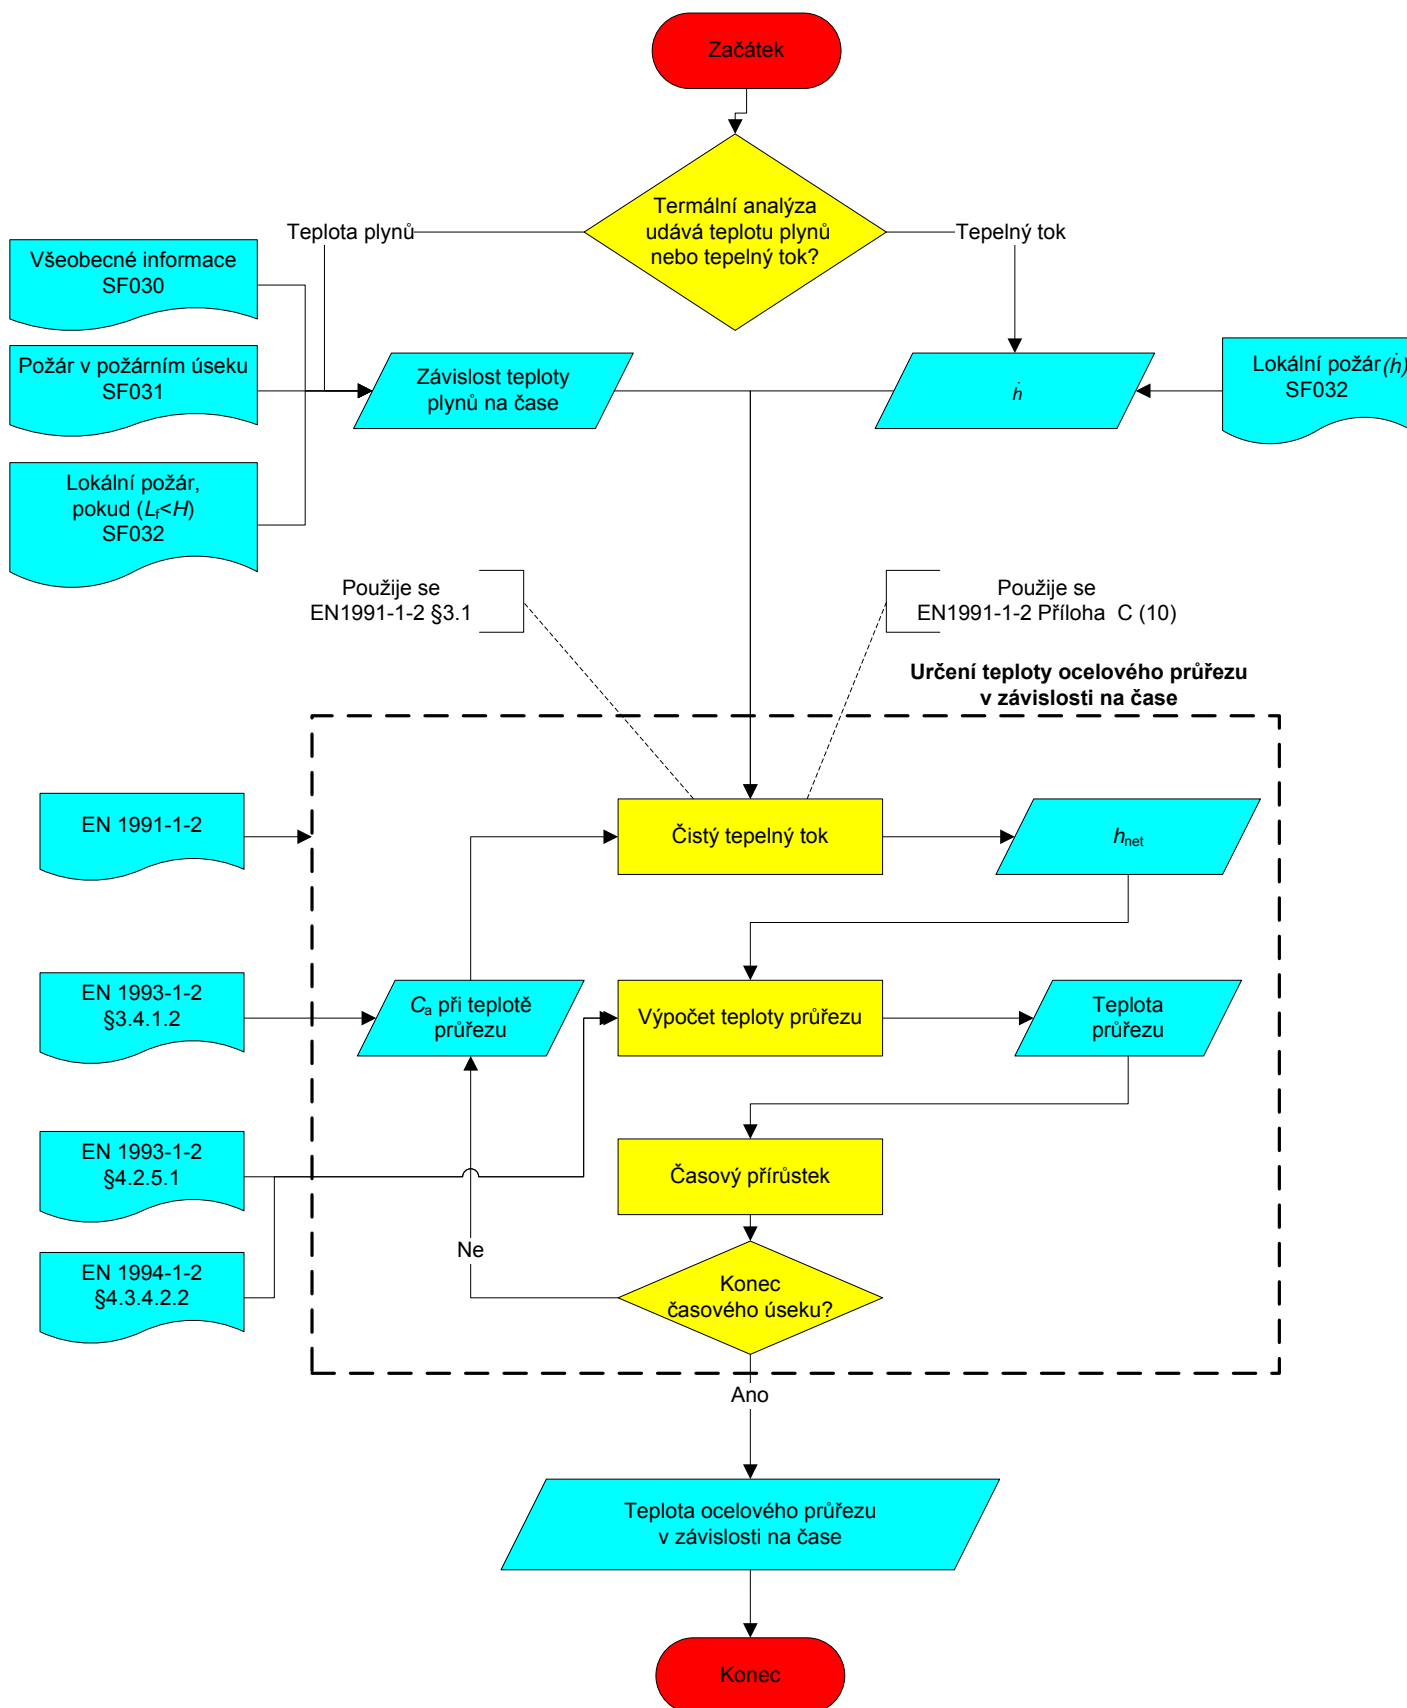 Začátek
Termální analýza
udává teplotu plynů
nebo tepelný tok?
Teplota plynů
Tepelný tok
Všeobecné informace
SF030
Požár v požárním úseku
SF031
Závislost teploty
plynů na čase
ḣ
Lokální požár(ḣ)
SF032
Lokální požár,
pokud (Lf<H)
SF032
Použije se
EN1991-1-2 §3.1
Použije se
EN1991-1-2 Příloha C (10)
Určení teploty ocelového průřezu
v závislosti na čase
EN 1991-1-2
Čistý tepelný tok
hnet
EN 1993-1-2
§3.4.1.2
Ca při teplotě
průřezu
Výpočet teploty průřezu
Teplota
průřezu
EN 1993-1-2
§4.2.5.1
Časový přírůstek
Ne
EN 1994-1-2
§4.3.4.2.2
Konec
časového úseku?
Ano
Teplota ocelového průřezu
v závislosti na čase
Konec